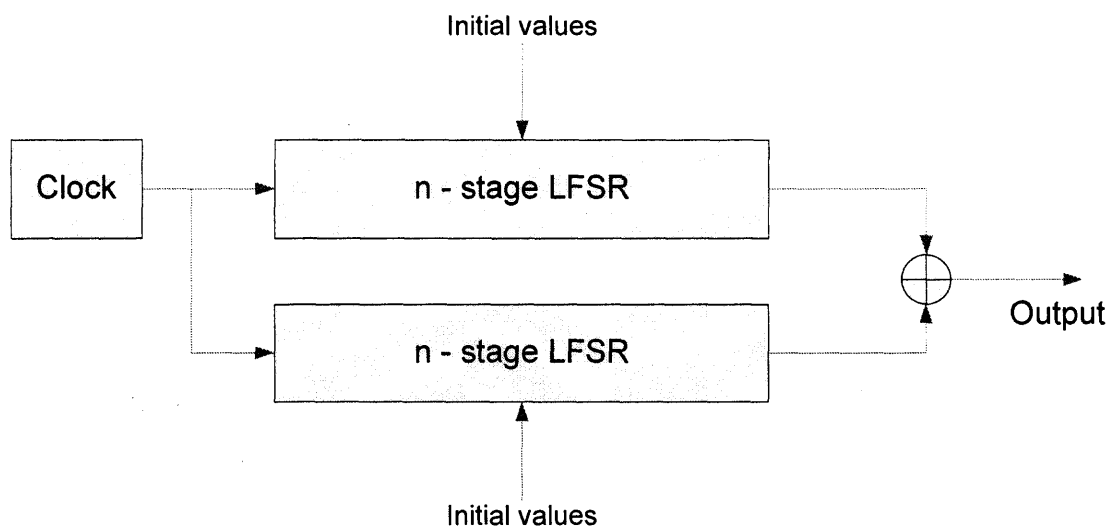 Initial values
Clock
n - stage LFSR
n - stage LFSR
Output
Initial values